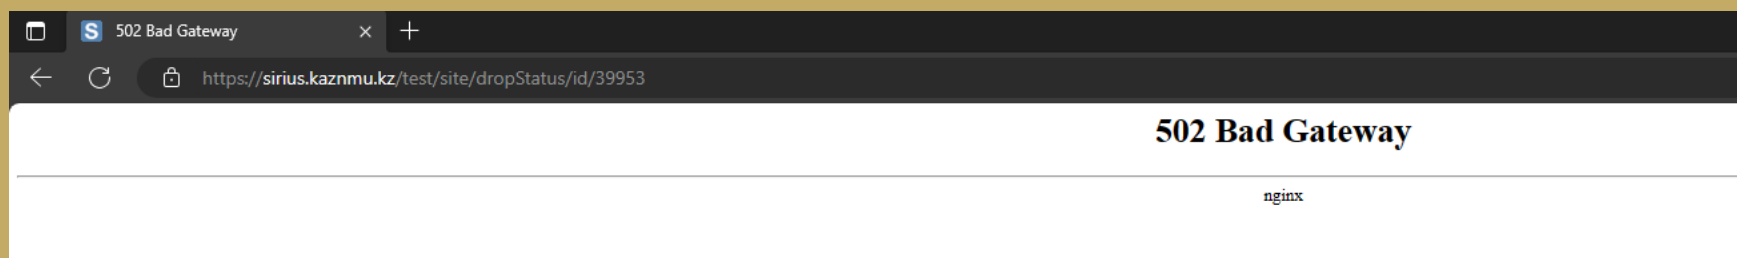 S 502 Bad Gateway
https://sirius.kaznmu.kz/test/site/dropStatus/id/39953
502 Bad Gateway
nginx